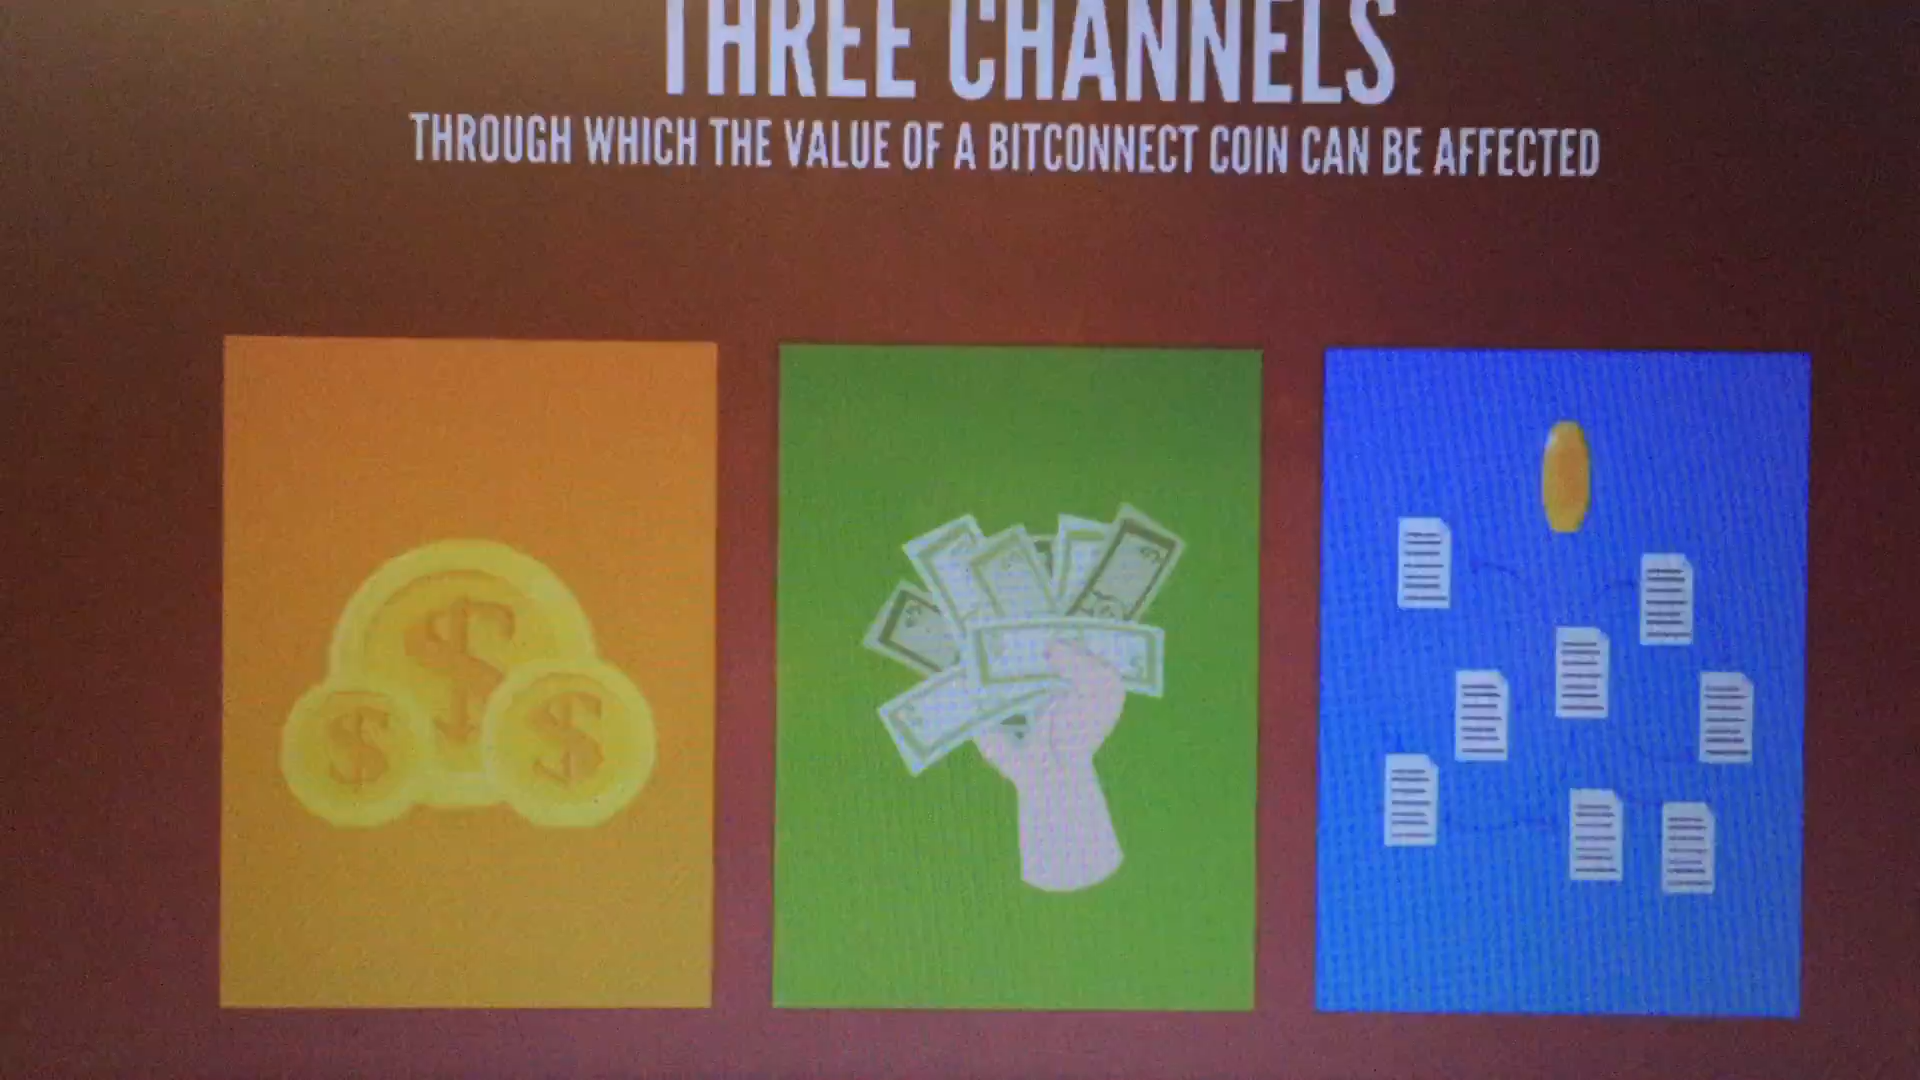 THREE CHANNELS
THROUGH WHICH THE VALUE OF A BITCONNECT COIN CAN BE AFFECTED
$
$
$